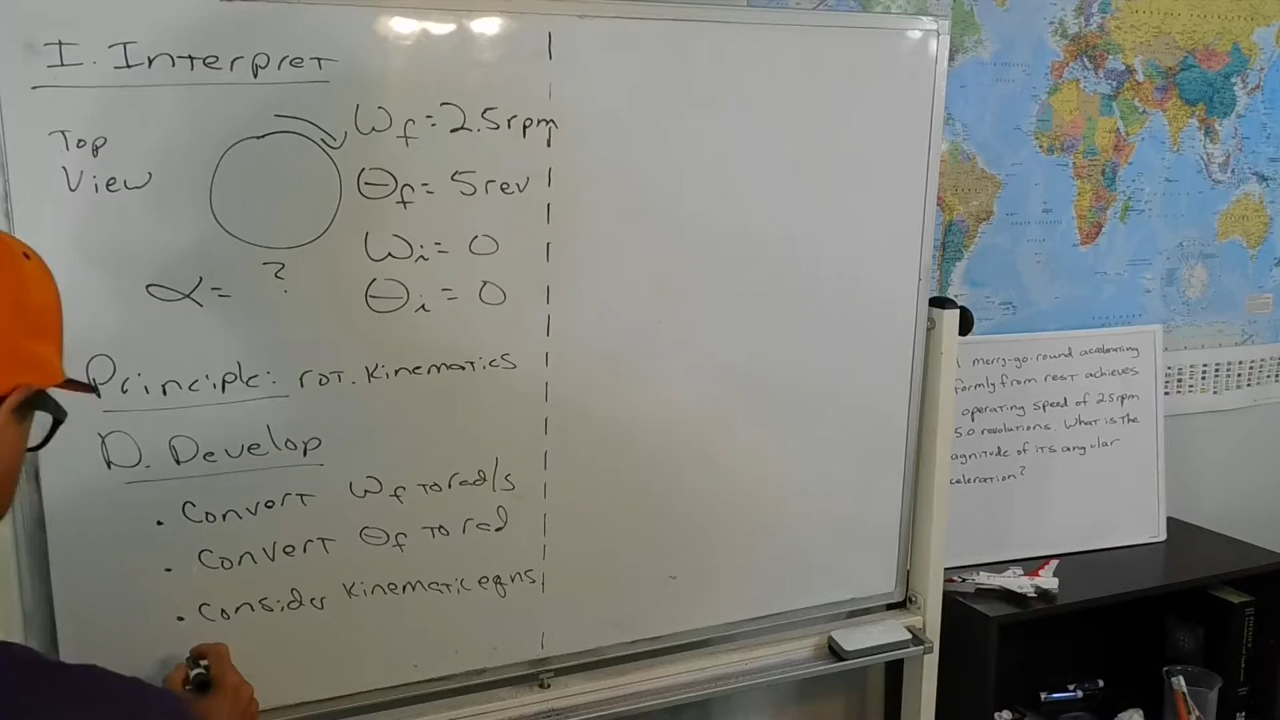 I. Interpret
Top
View
ωf = 2.5rpm
Θf = 5rev
ωi = 0
Θi = 0
α = ?
Principle: rot. Kinematics
D. Develop
• Convert ωf to rad/s
• Convert Θf to rad
• Consider Kinematic eqns
merry-go-round accelerating
formly from rest achieves
operating speed of 2.5rpm
5.0 revolutions. What is the
agnitude of its angular
celeration?